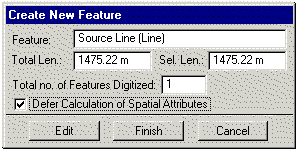 Create New Feature
Feature: Source Line (Line)
Total Len.: 1475.22 m Sel. Len.: 1475.22 m
Total no. of Features Digitized: 1
Defer Calculation of Spatial Attributes
Edit Finish Cancel